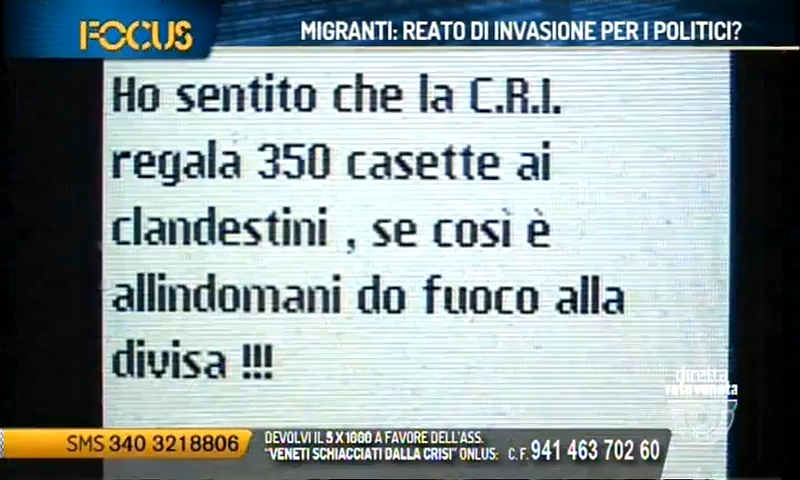 FOCUS
MIGRANTI: REATO DI INVASIONE PER I POLITICI?
Ho sentito che la C.R.I.
regala 350 casette ai
clandestini , se così è
allindomani do fuoco alla
divisa !!!
diretta
reteveneta
SMS 340 3218806
DEVOLVI IL 5 X 1000 A FAVORE DELL'ASS.
"VENETI SCHIACCIATI DALLA CRISI" ONLUS: C. F. 941 463 702 60